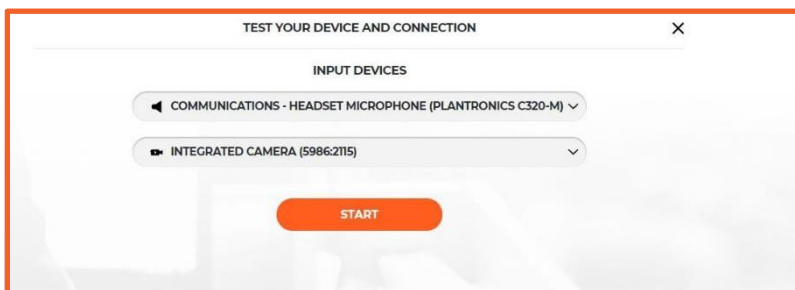 TEST YOUR DEVICE AND CONNECTION
INPUT DEVICES
COMMUNICATIONS - HEADSET MICROPHONE (PLANTRONICS C320-M)
INTEGRATED CAMERA (5986:2115)
START